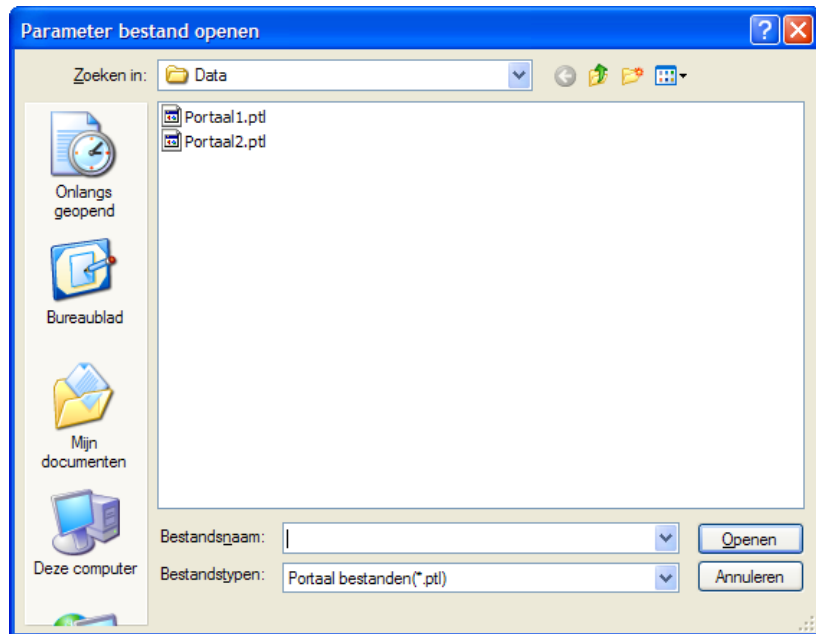 Parameter bestand openen
Zoeken in:
Data
Portaal1.ptl
Portaal2.ptl
Onlangs
geopend
Bureaublad
Mijn
documenten
Deze computer
Bestandsnaam:
Openen
Bestandstypen:
Portaal bestanden(*.ptl)
Annuleren